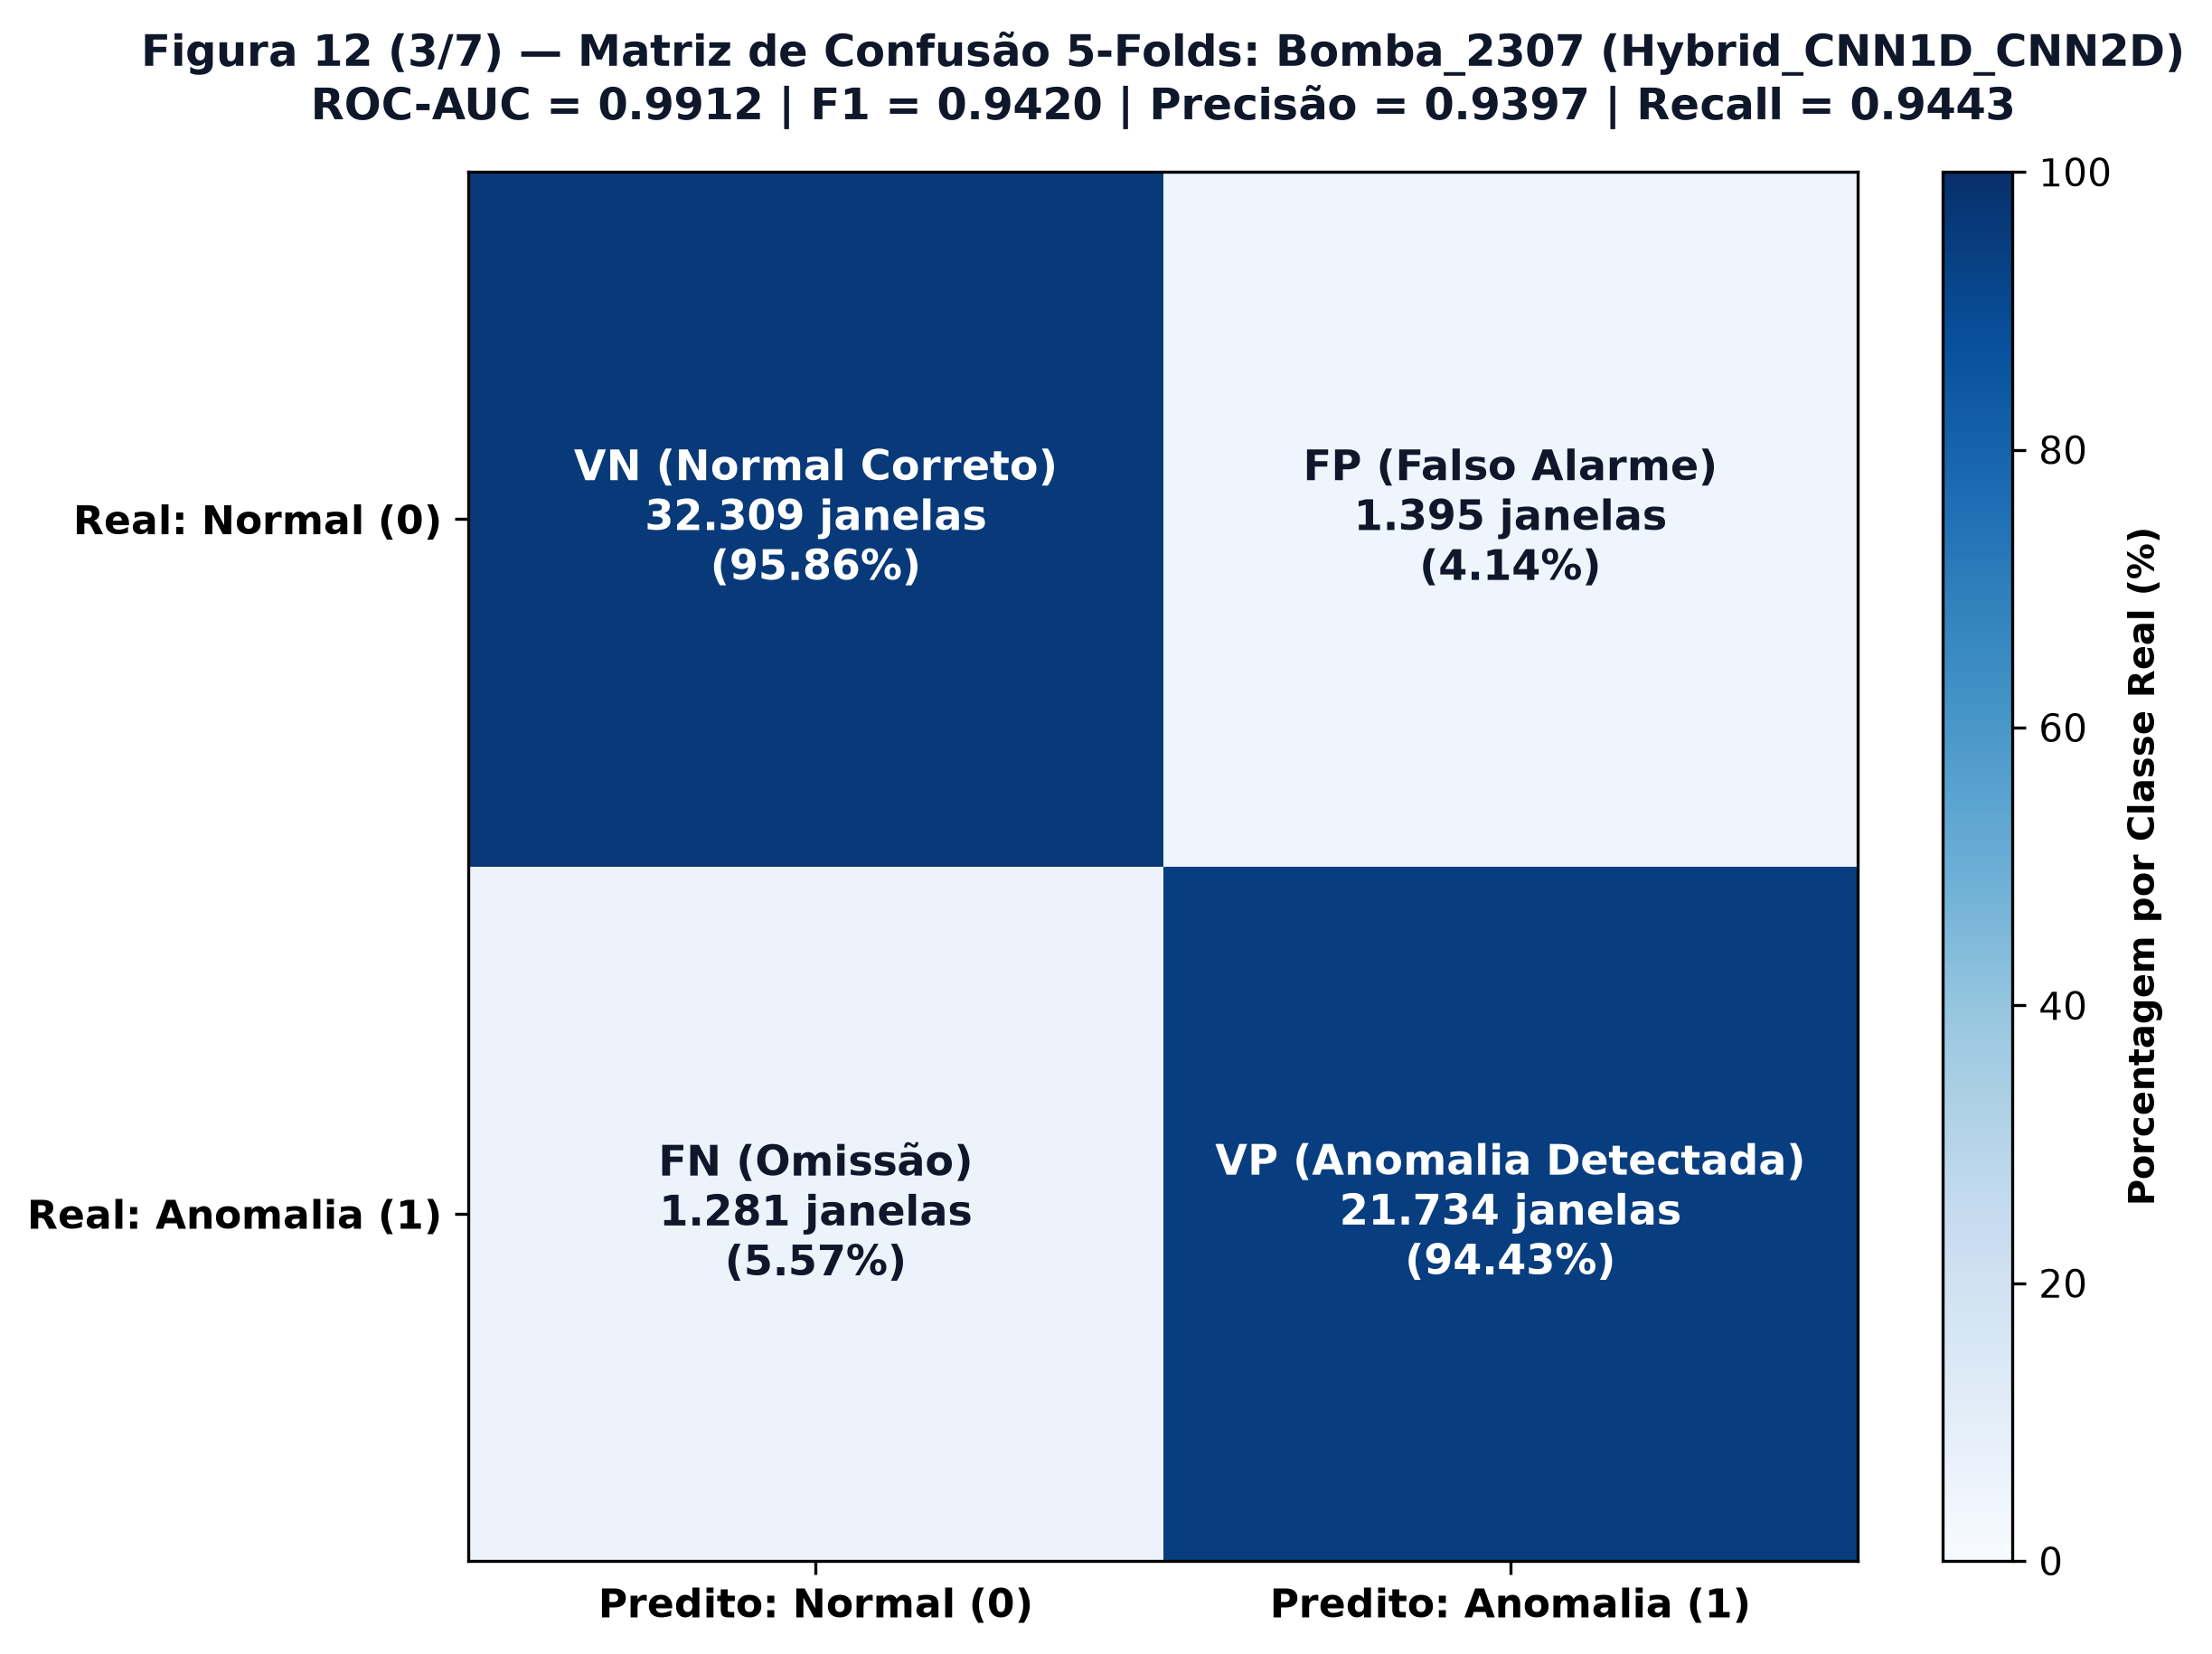 Figura 12 (3/7) — Matriz de Confusão 5-Folds: Bomba_2307 (Hybrid_CNN1D_CNN2D)
ROC-AUC = 0.9912 | F1 = 0.9420 | Precisão = 0.9397 | Recall = 0.9443
Real: Normal (0)
VN (Normal Correto)
32.309 janelas
(95.86%)
FP (Falso Alarme)
1.395 janelas
(4.14%)
Real: Anomalia (1)
FN (Omissão)
1.281 janelas
(5.57%)
VP (Anomalia Detectada)
21.734 janelas
(94.43%)
Predito: Normal (0)
Predito: Anomalia (1)
100
80
60
40
20
0
Porcentagem por Classe Real (%)